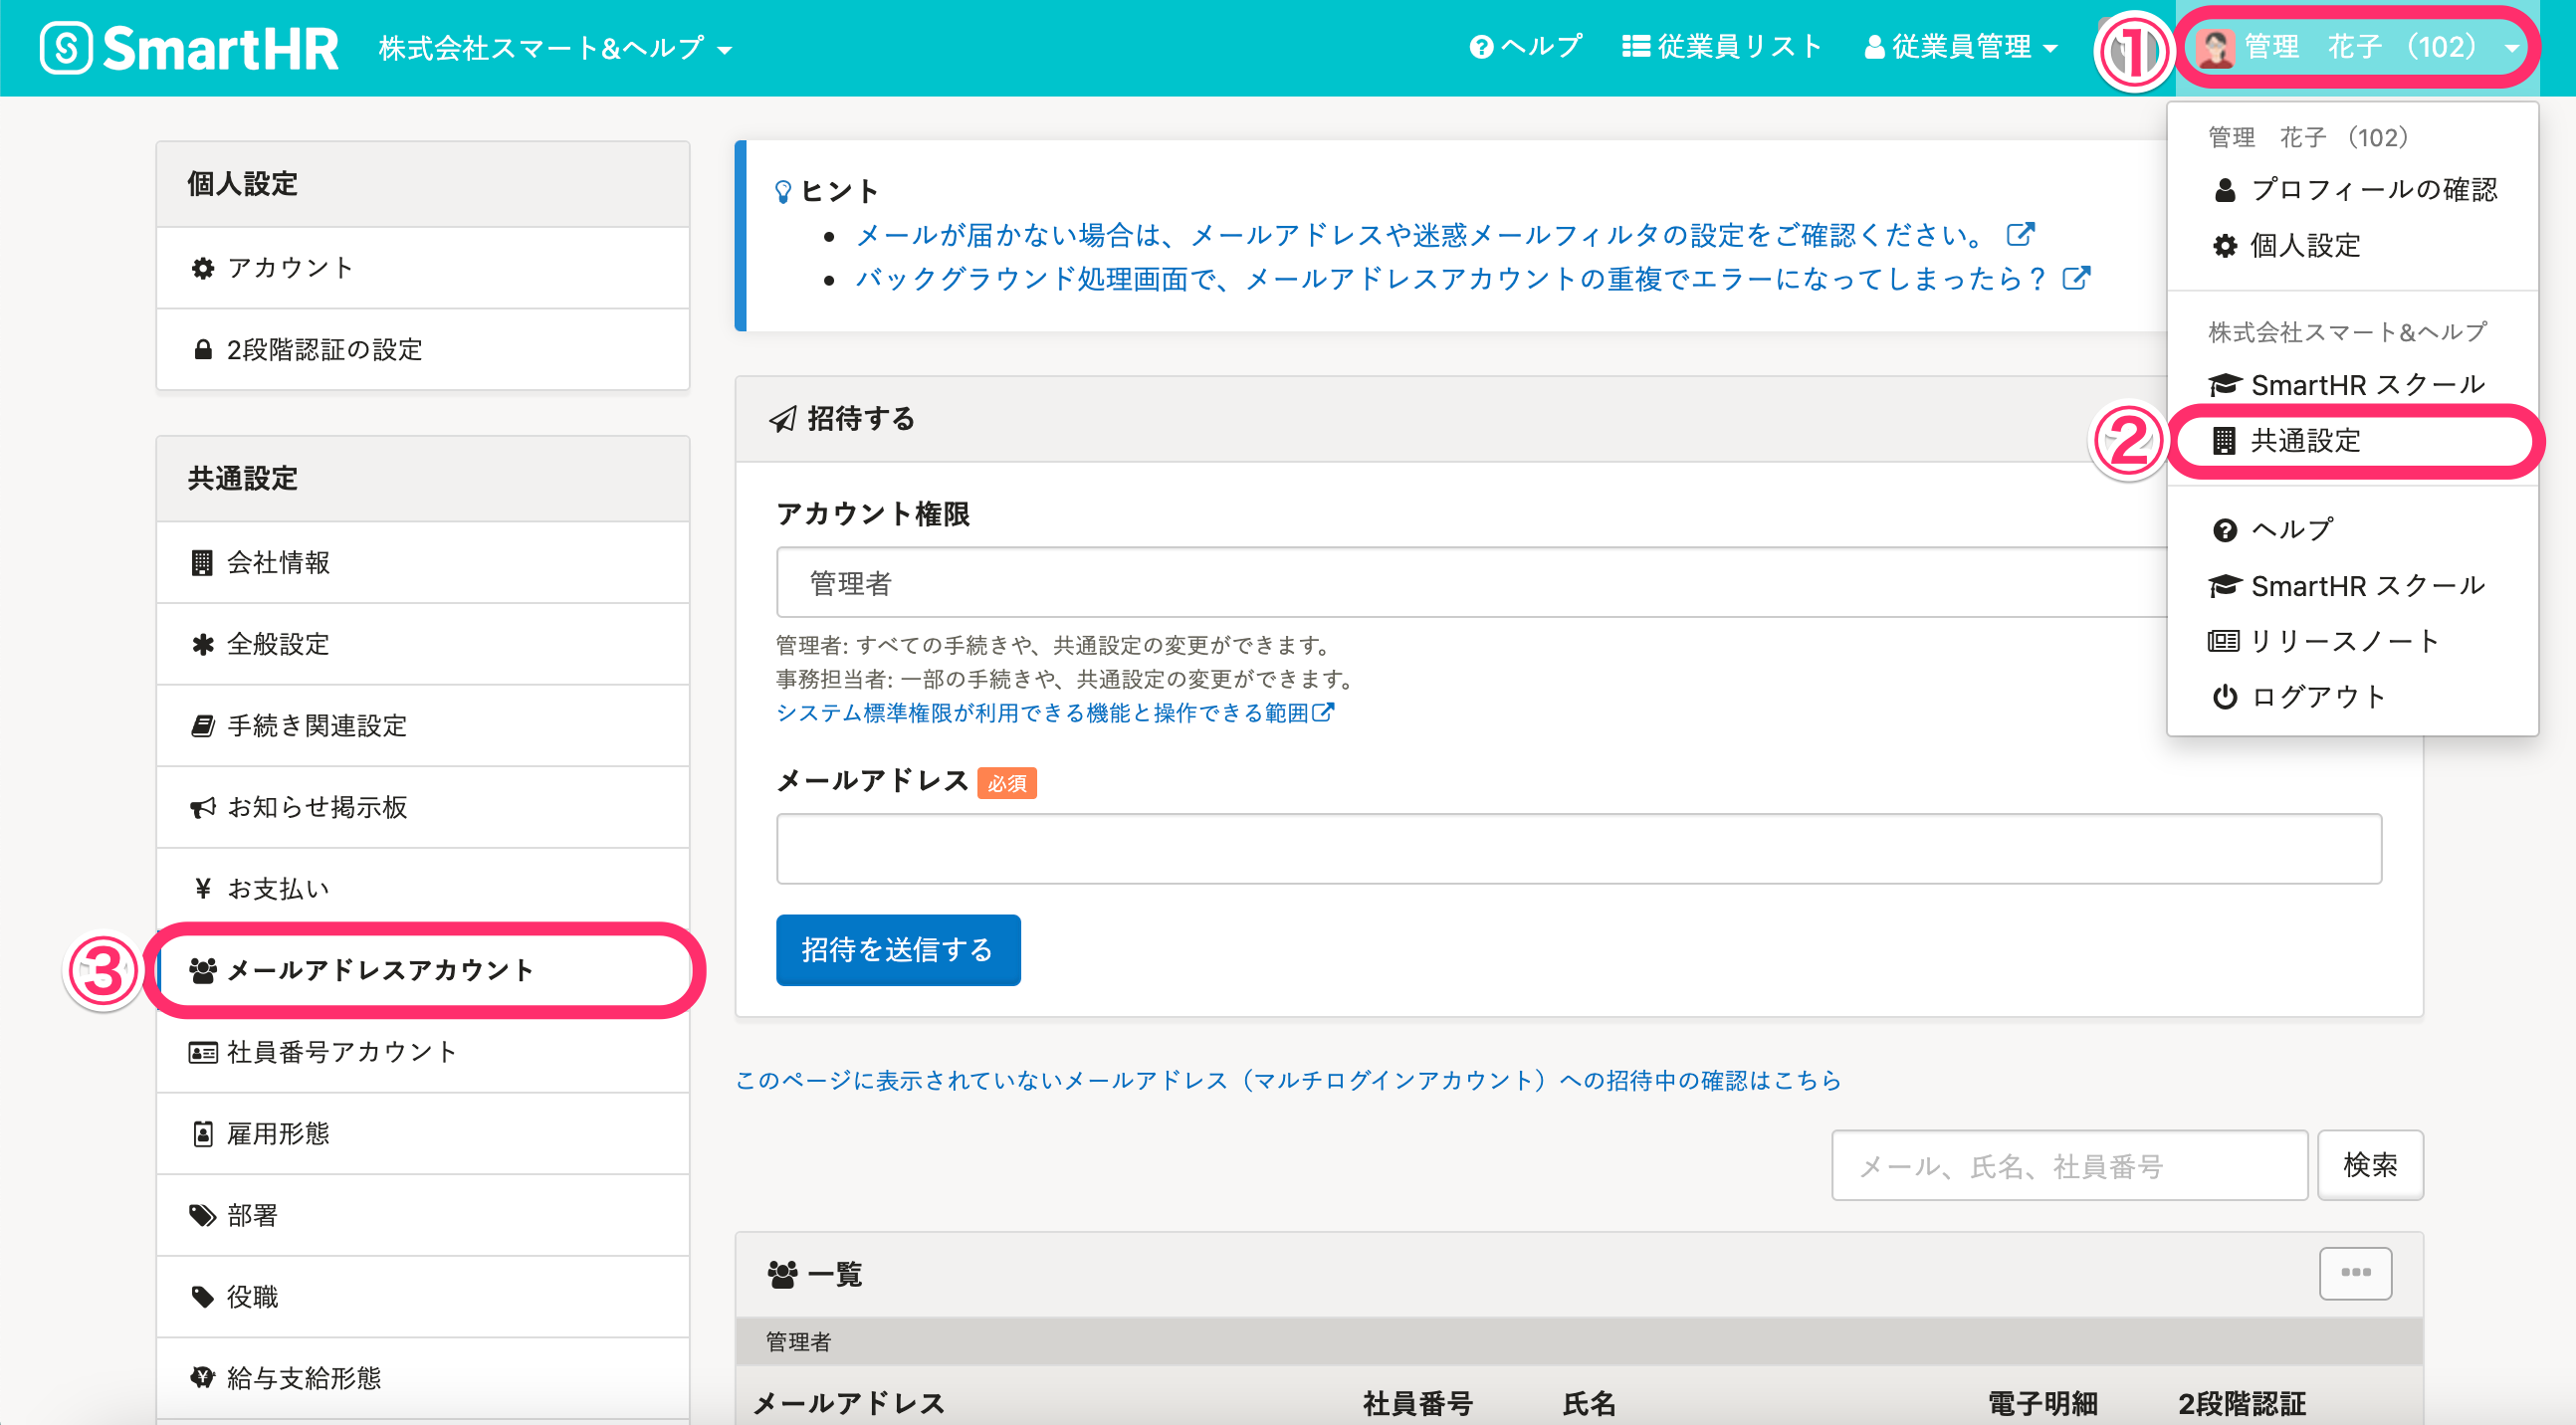 SmartHR 株式会社スマート&ヘルプ ヘルプ 従業員リスト 従業員管理 ① 管理 花子 (102)
個人設定
アカウント
2段階認証の設定
共通設定
会社情報
全般設定
手続き関連設定
お知らせ掲示板
¥ お支払い
③ メールアドレスアカウント
社員番号アカウント
雇用形態
部署
役職
給与支給形態
ヒント
メールが届かない場合は、メールアドレスや迷惑メールフィルタの設定をご確認ください。
バックグラウンド処理画面で、メールアドレスアカウントの重複でエラーになってしまったら？
招待する
アカウント権限
管理者
管理者: すべての手続きや、共通設定の変更ができます。
事務担当者: 一部の手続きや、共通設定の変更ができます。
システム標準権限が利用できる機能と操作できる範囲
メールアドレス 必須
招待を送信する
このページに表示されていないメールアドレス（マルチログインアカウント）への招待中の確認はこちら
メール、氏名、社員番号 検索
一覧
管理者
メールアドレス 社員番号 氏名 電子明細 2段階認証
管理 花子 (102)
プロフィールの確認
個人設定
株式会社スマート&ヘルプ
SmartHR スクール
② 共通設定
ヘルプ
SmartHR スクール
リリースノート
ログアウト